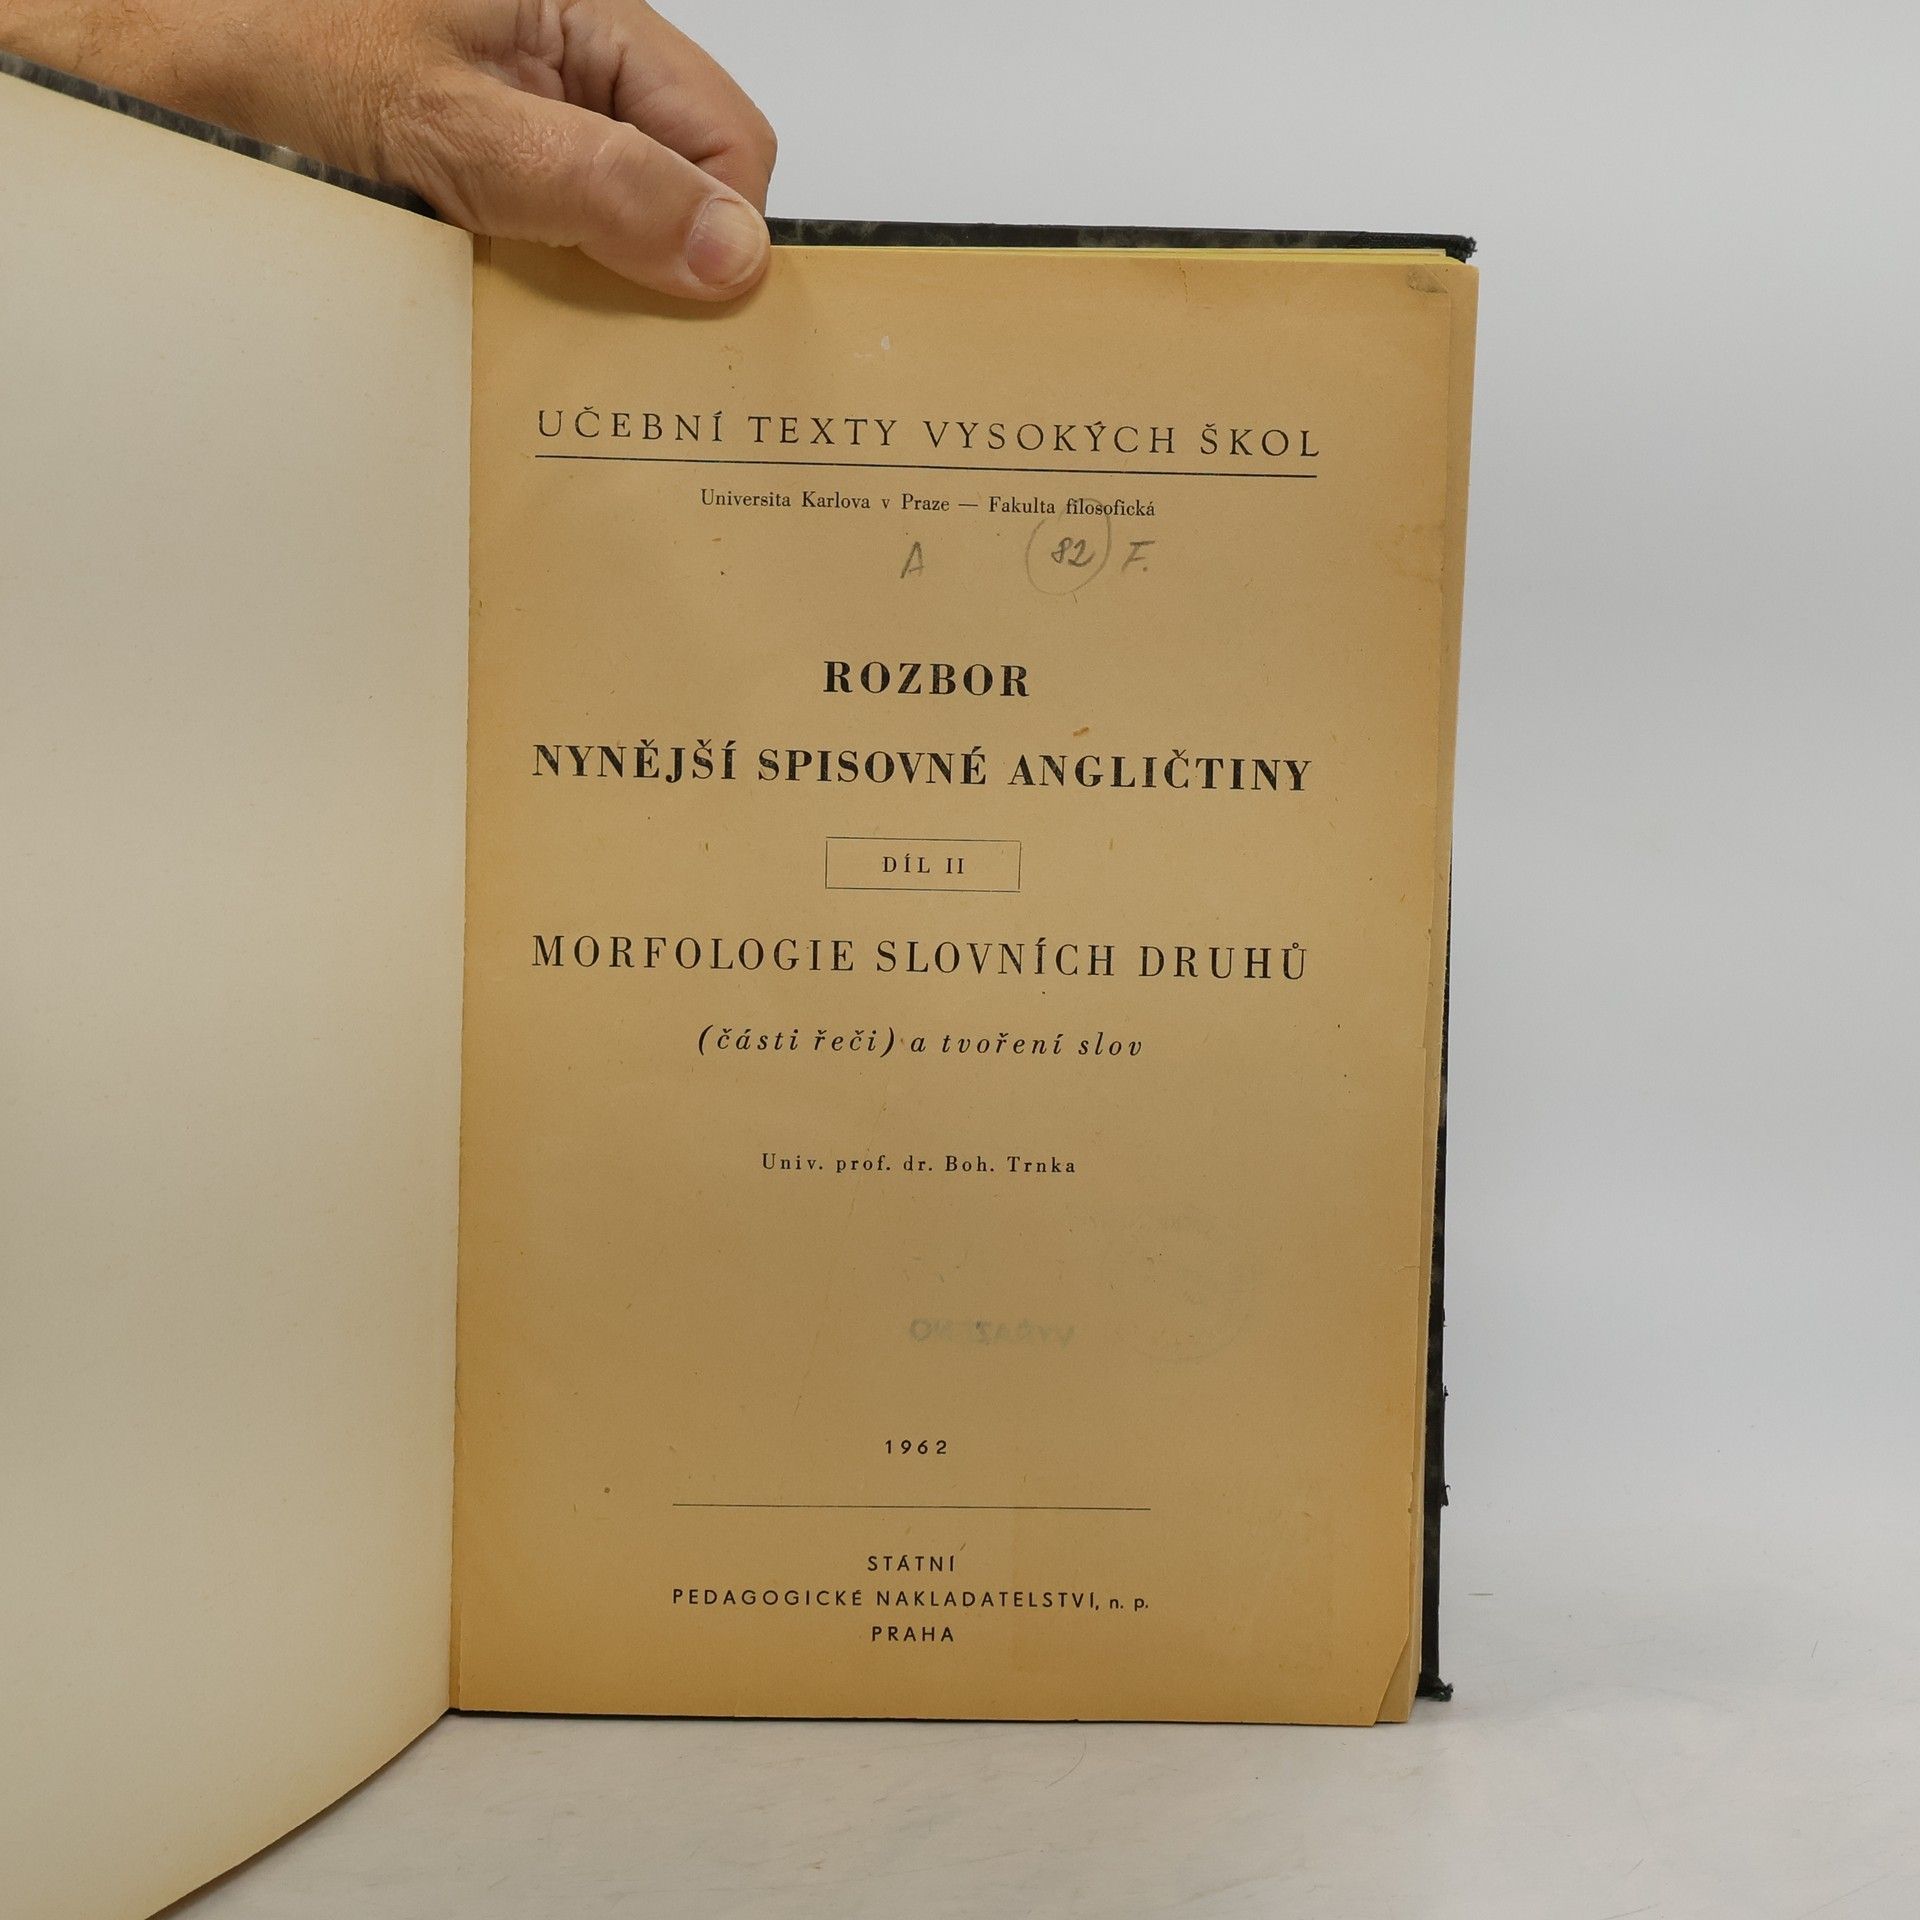 UČEBNÍ TEXTY VYSOKÝCH ŠKOL
Universita Karlova v Praze — Fakulta filosofická
A 82 F.
ROZBOR
NYNĚJŠÍ SPISOVNÉ ANGLIČTINY
DÍL II
MORFOLOGIE SLOVNÍCH DRUHŮ
(části řeči) a tvoření slov
Univ. prof. dr. Boh. Trnka
1962
STÁTNÍ
PEDAGOGICKÉ NAKLADATELSTVÍ, n. p.
PRAHA